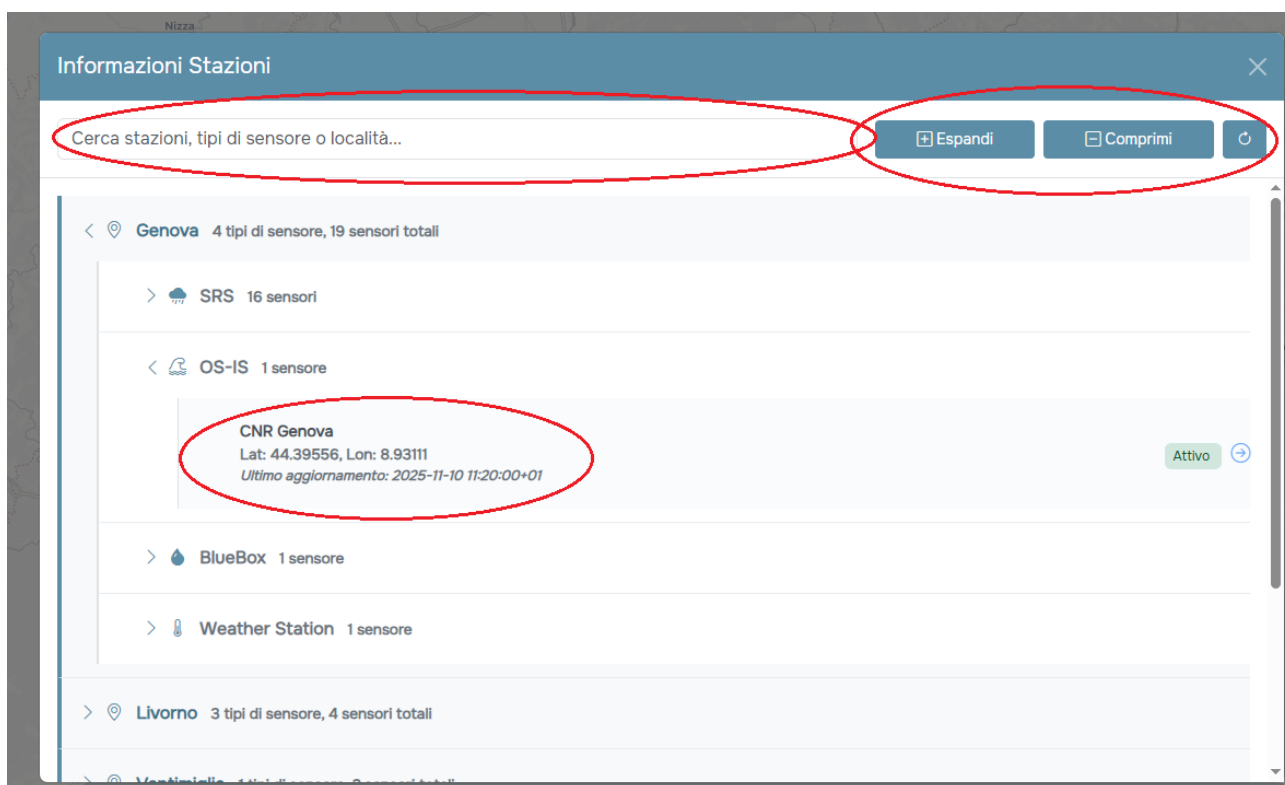 Nizza
Informazioni Stazioni
Cerca stazioni, tipi di sensore o località...
Espandi
Comprimi
Genova 4 tipi di sensore, 19 sensori totali
SRS 16 sensori
OS-IS 1 sensore
CNR Genova
Lat: 44.39556, Lon: 8.93111
Ultimo aggiornamento: 2025-11-10 11:20:00+01
Attivo
BlueBox 1 sensore
Weather Station 1 sensore
Livorno 3 tipi di sensore, 4 sensori totali
Ventimiglia